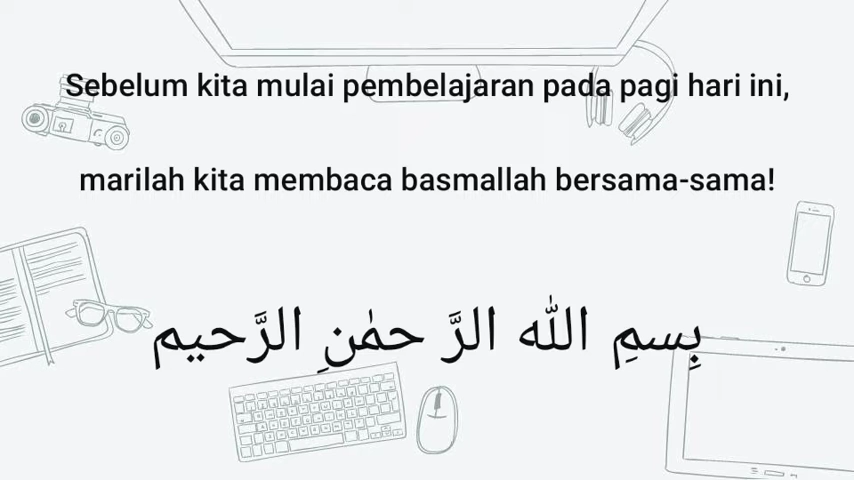 Sebelum kita mulai pembelajaran pada pagi hari ini,
marilah kita membaca basmallah bersama-sama!
بِسمِ اللّٰه الرَّ حمٰنِ الرَّحيم